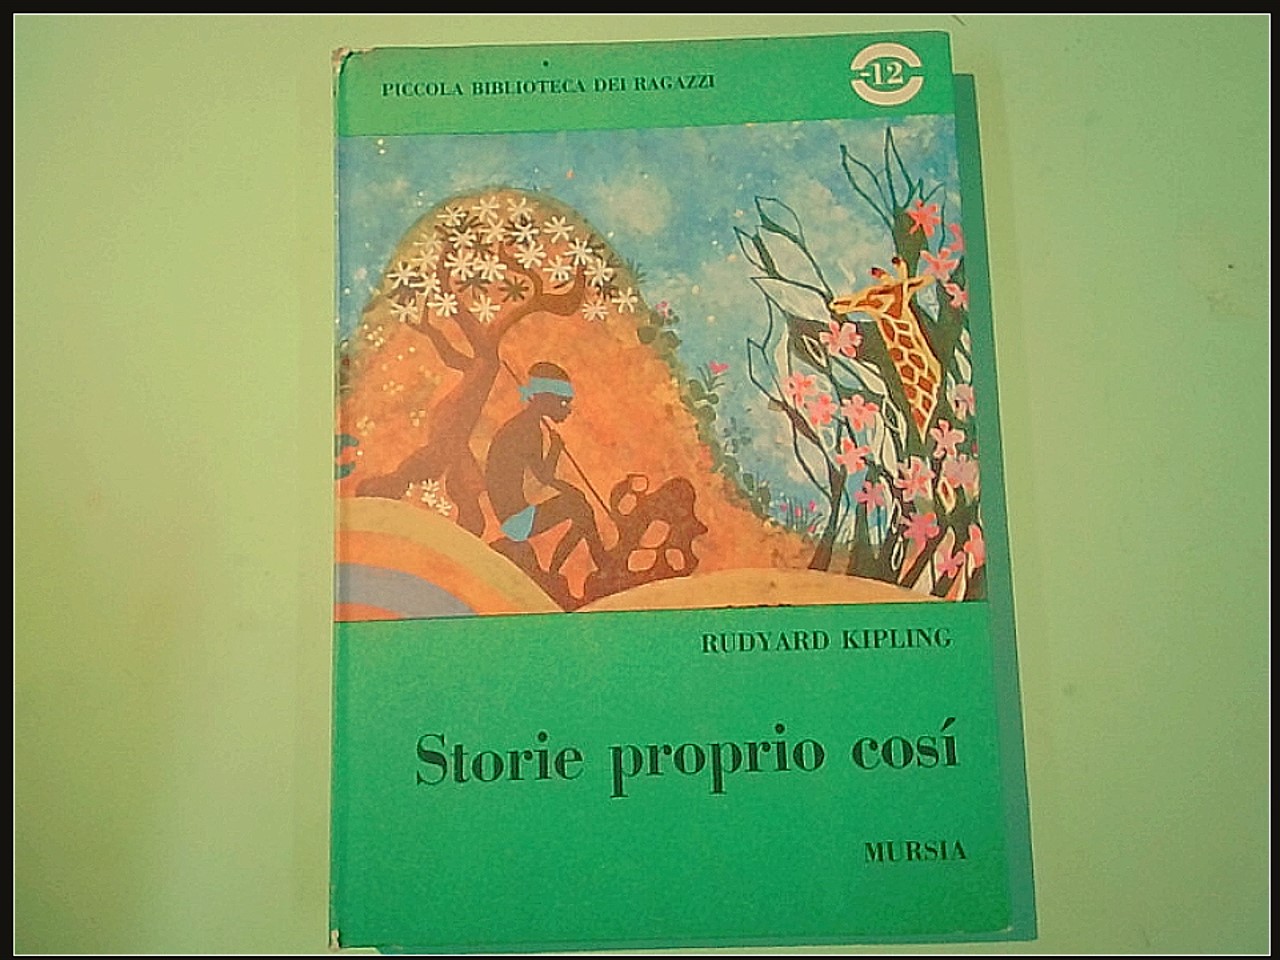 PICCOLA BIBLIOTECA DEI RAGAZZI
-12
RUDYARD KIPLING
Storie proprio cosí
MURSIA